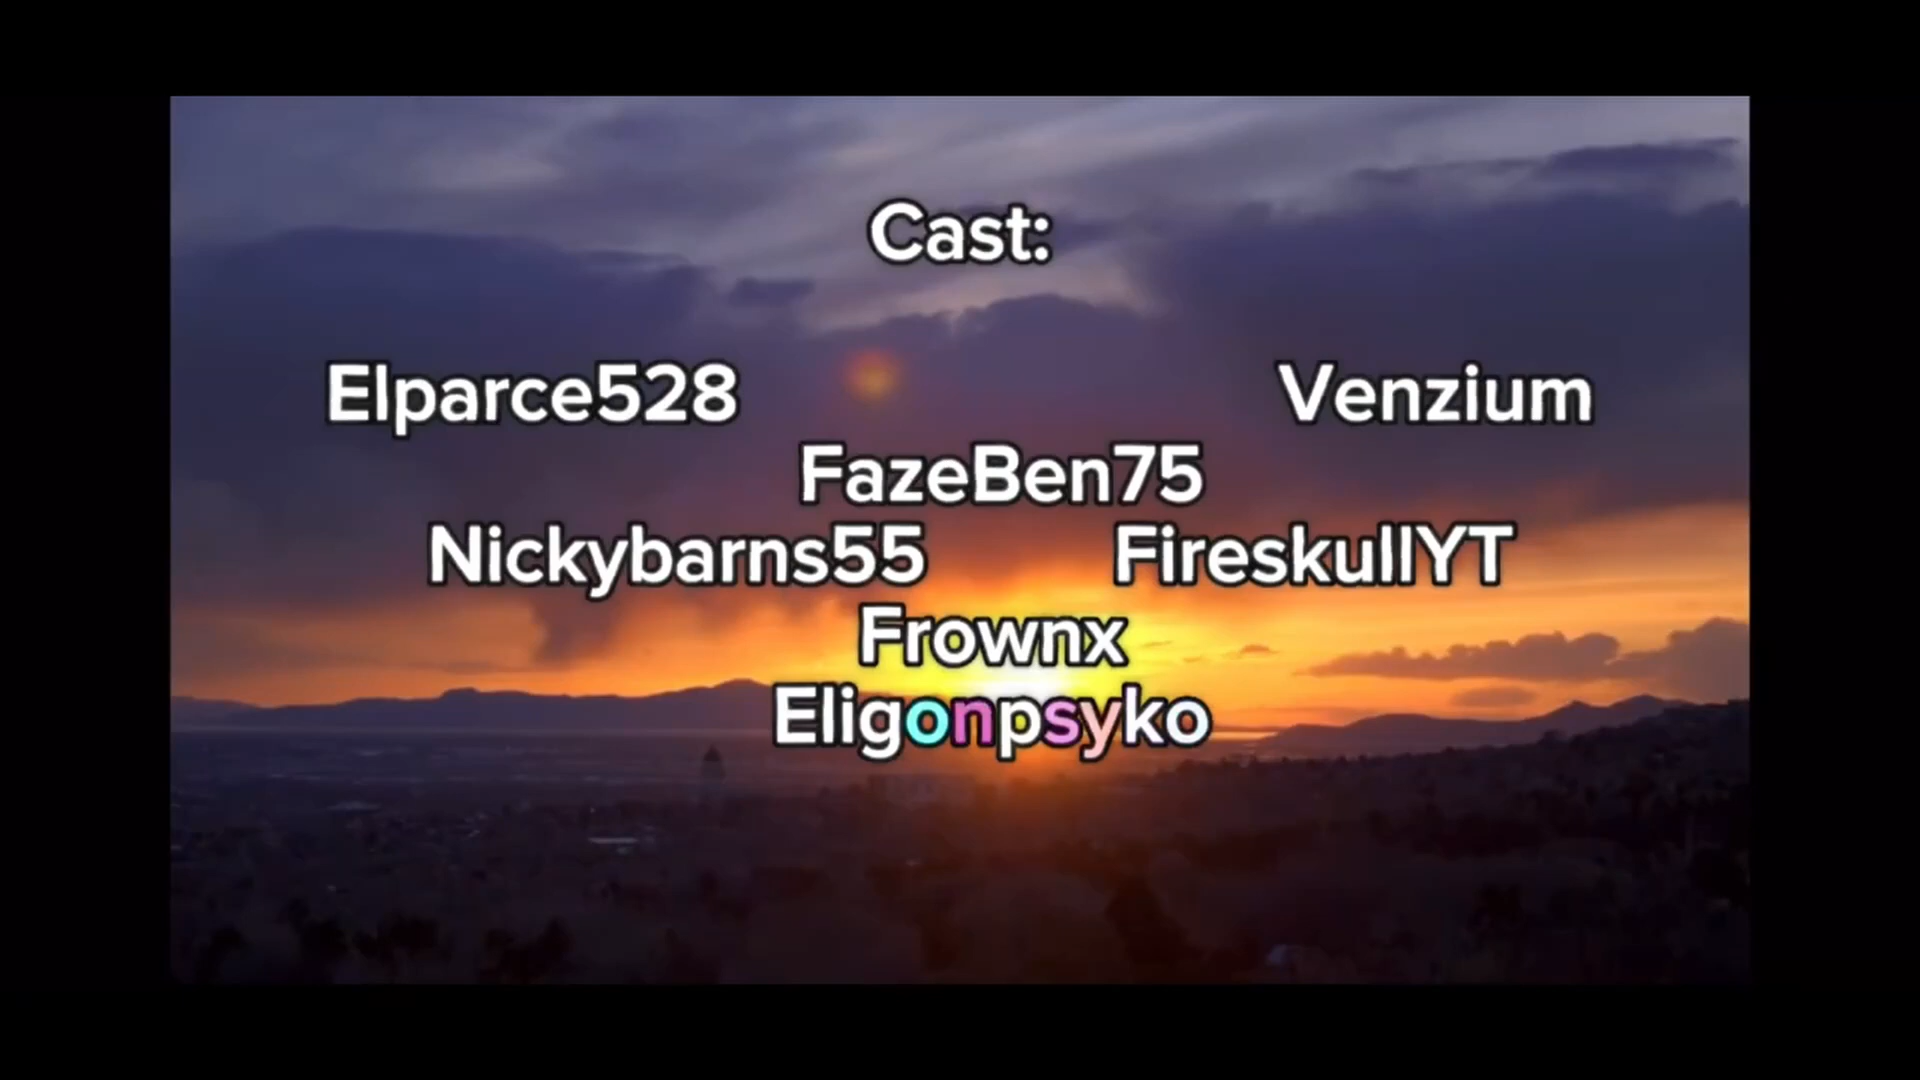 Cast:
Elparce528 Venzium
FazeBen75
Nickybarns55 FireskullYT
Frownx
Eligonpsyko